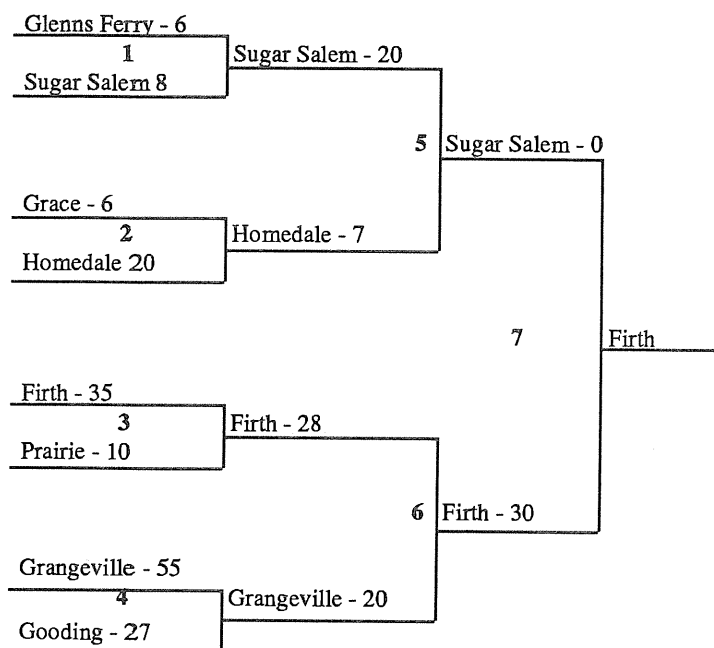 Glenns Ferry - 6
1
Sugar Salem - 20
Sugar Salem 8
5
Sugar Salem - 0
Grace - 6
2
Homedale - 7
Homedale 20
7
Firth
Firth - 35
3
Firth - 28
Prairie - 10
6
Firth - 30
Grangeville - 55
4
Grangeville - 20
Gooding - 27